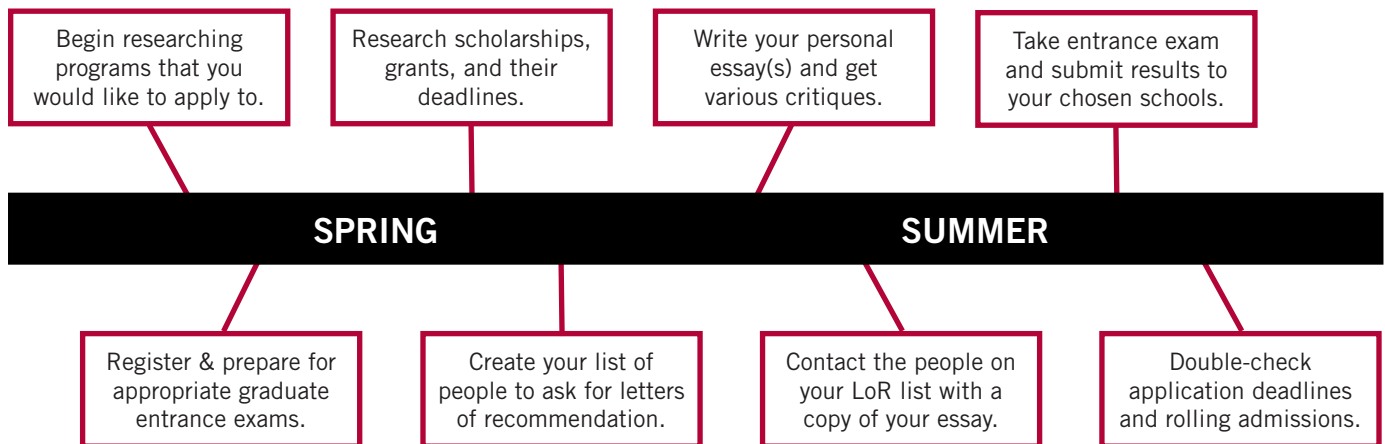 Begin researching
programs that you
would like to apply to.
Research scholarships,
grants, and their
deadlines.
Write your personal
essay(s) and get
various critiques.
Take entrance exam
and submit results to
your chosen schools.
SPRING
SUMMER
Register & prepare for
appropriate graduate
entrance exams.
Create your list of
people to ask for letters
of recommendation.
Contact the people on
your LoR list with a
copy of your essay.
Double-check
application deadlines
and rolling admissions.